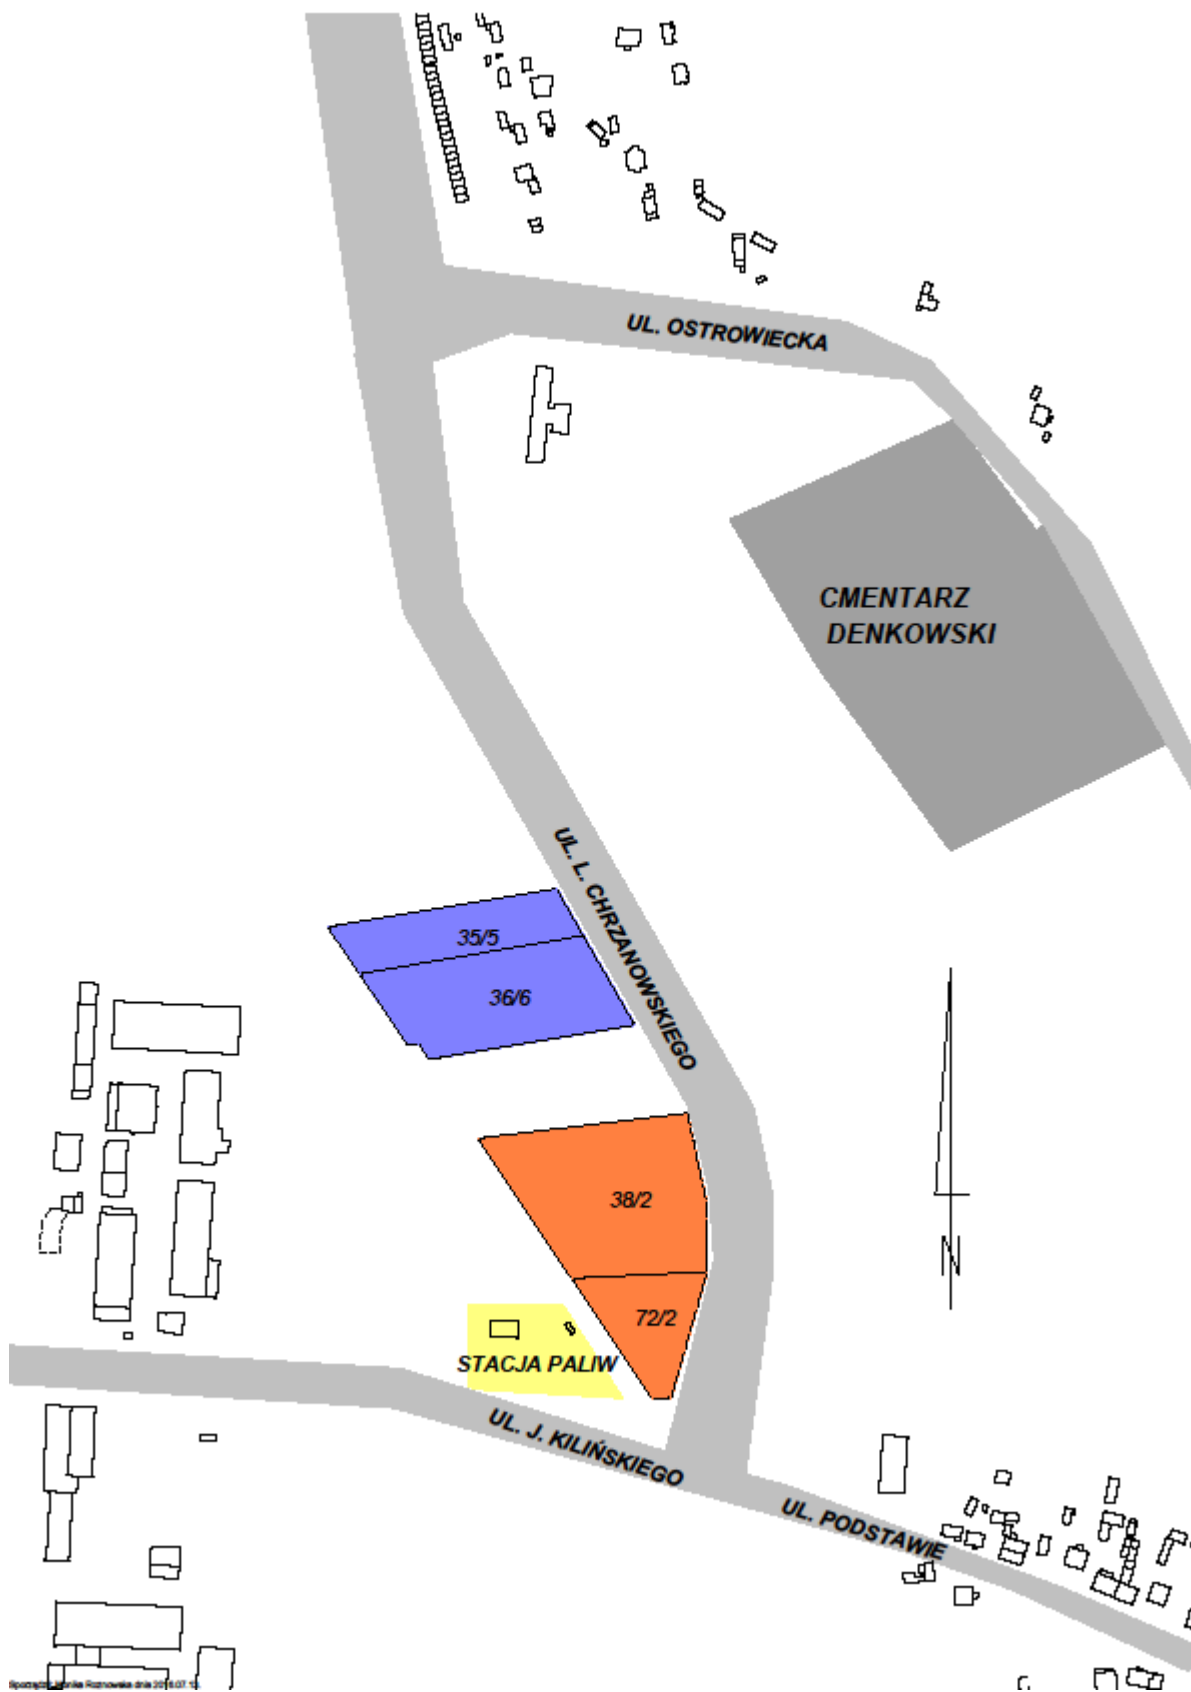 UL. OSTROWIECKA
CMENTARZ
DENKOWSKI
UL. L. CHRZANOWSKIEGO
35/5
36/6
38/2
72/2
STACJA PALIW
UL. J. KILIŃSKIEGO
UL. PODSTAWIE
N